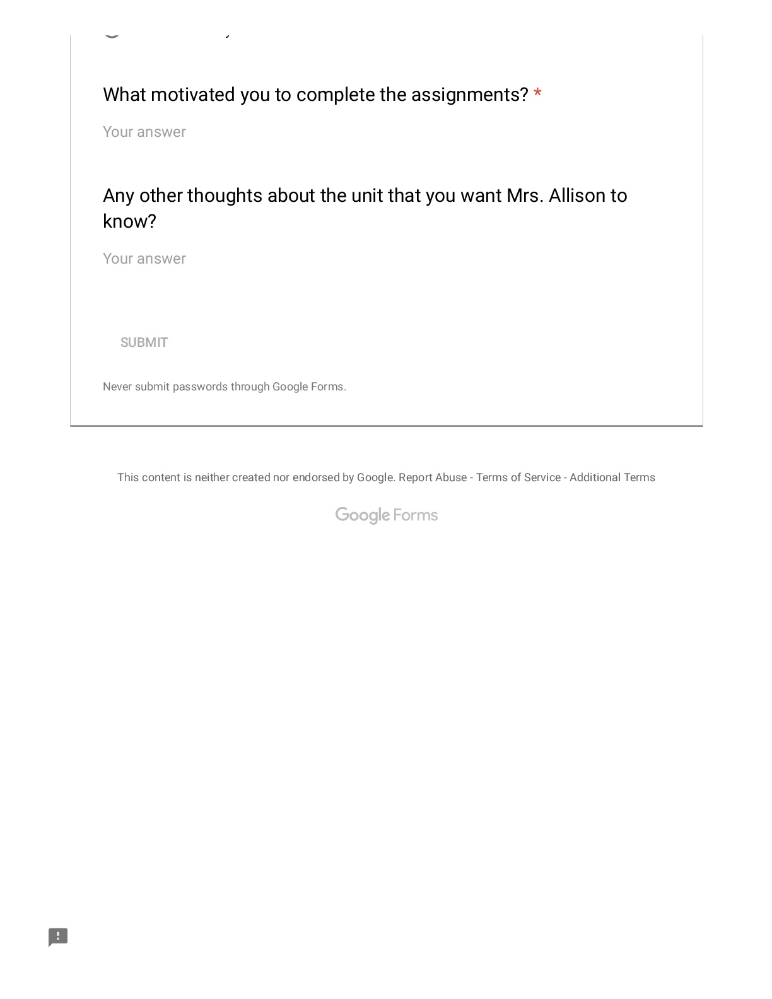 What motivated you to complete the assignments? *
Your answer
Any other thoughts about the unit that you want Mrs. Allison to
know?
Your answer
SUBMIT
Never submit passwords through Google Forms.
This content is neither created nor endorsed by Google. Report Abuse - Terms of Service - Additional Terms
Google Forms